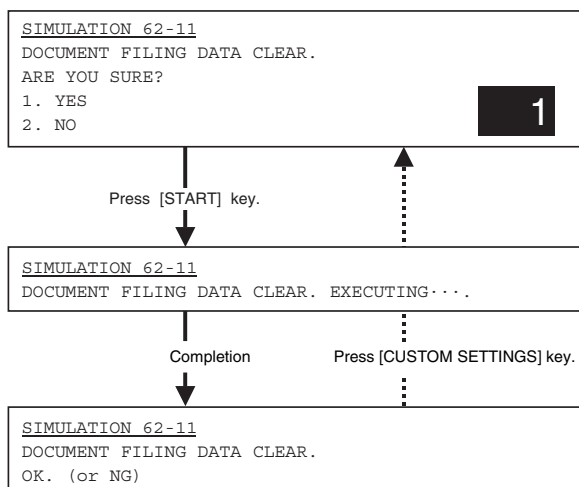 SIMULATION 62-11
DOCUMENT FILING DATA CLEAR.
ARE YOU SURE?
1. YES
2. NO
1
Press [START] key.
SIMULATION 62-11
DOCUMENT FILING DATA CLEAR. EXECUTING···.
Completion
Press [CUSTOM SETTINGS] key.
SIMULATION 62-11
DOCUMENT FILING DATA CLEAR.
OK. (or NG)